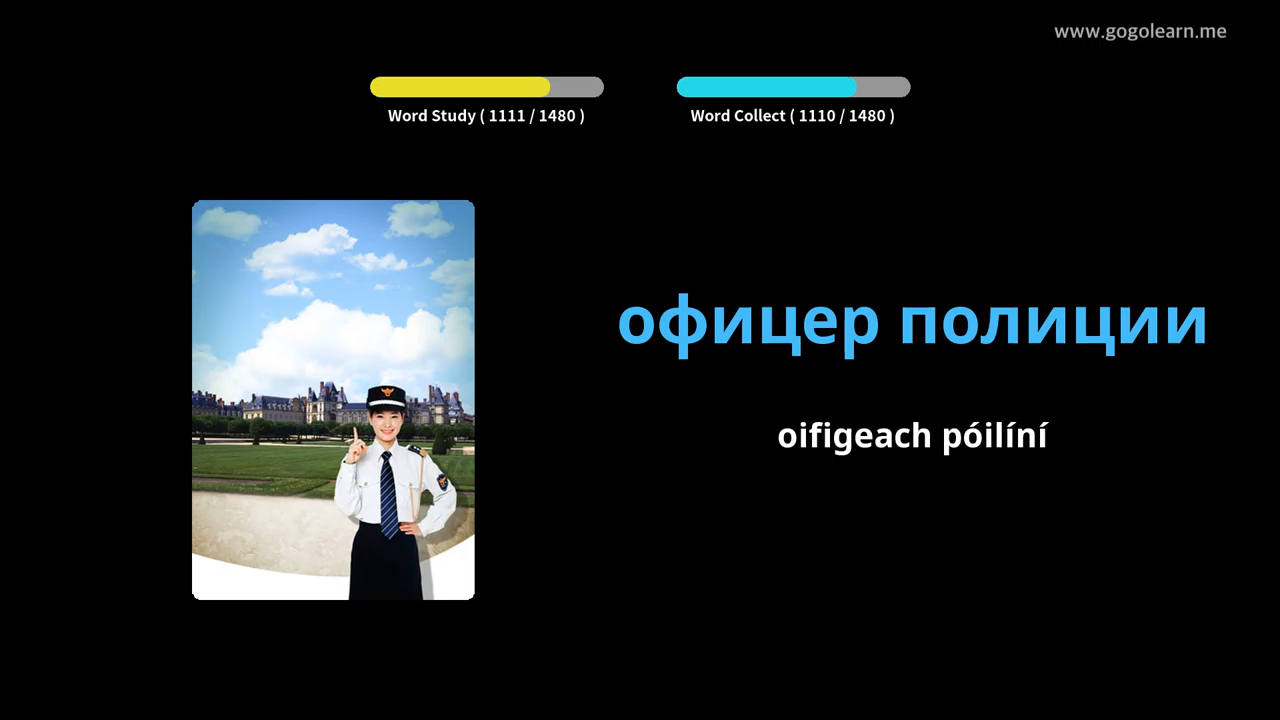 www.gogolearn.me
Word Study ( 1111 / 1480 )
Word Collect ( 1110 / 1480 )
офицер полиции
oifigeach póilíní